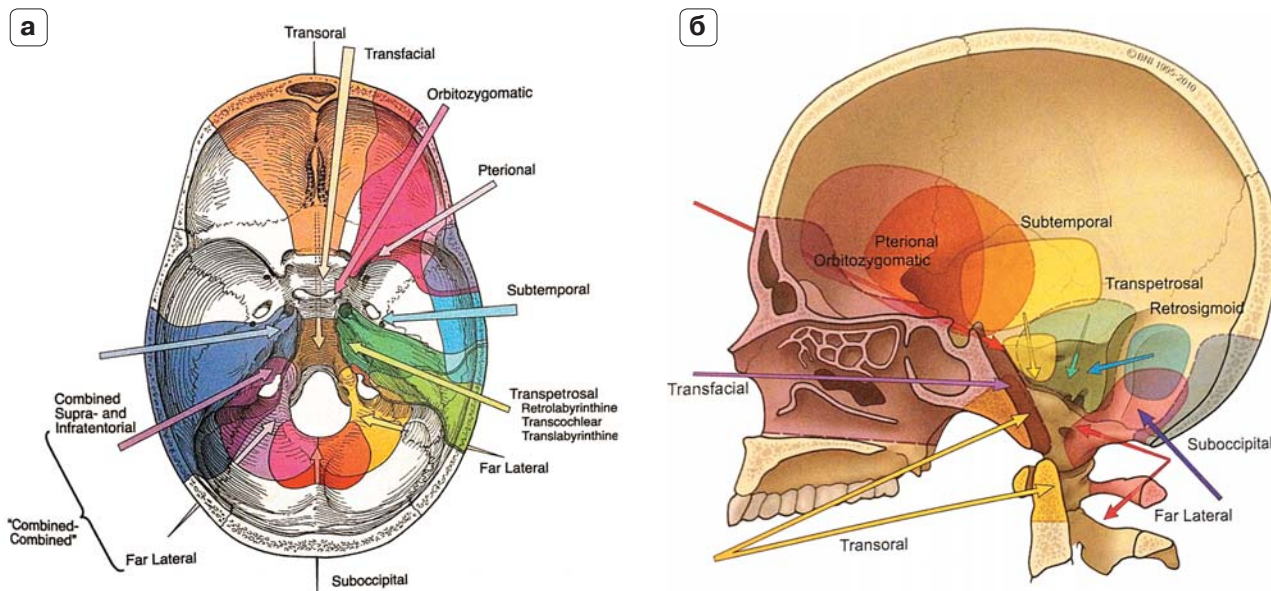 а
Transoral
Transfacial
Orbitozygomatic
Pterional
Subtemporal
Transpetrosal
Retrolabyrinthine
Transcochlear
Translabyrinthine
Far Lateral
Combined
Supra- and
Infratentorial
"Combined-
Combined"
Far Lateral
Suboccipital
б
© BNI 1995-2010
Subtemporal
Pterional
Orbitozygomatic
Transpetrosal
Retrosigmoid
Transfacial
Suboccipital
Far Lateral
Transoral